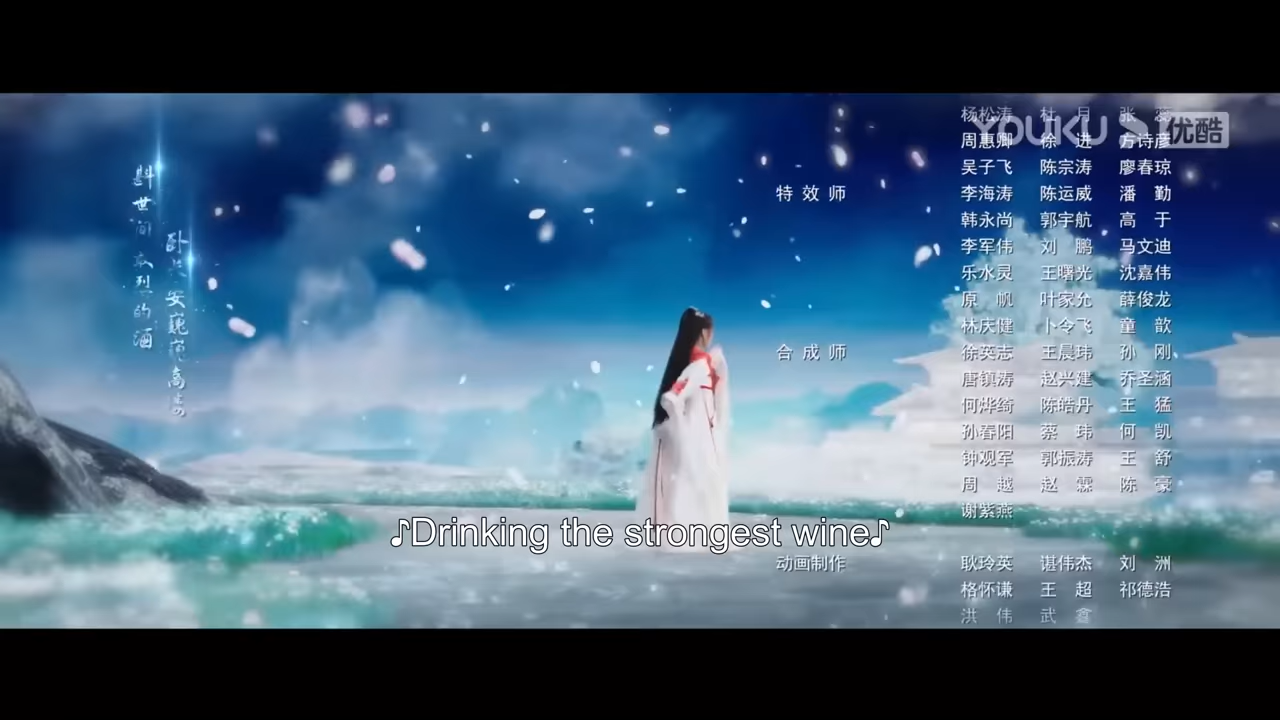 斟世间至烈的酒
YOUKU
优酷
杨松涛 杜 月 张 蕊
周惠卿 徐 进 方诗彦
吴子飞 陈宗涛 廖春琼
特效师 李海涛 陈运威 潘 勤
韩永尚 郭宇航 高 于
李军伟 刘 鹏 马文迪
乐水灵 王曙光 沈嘉伟
原 帆 叶家允 薛俊龙
林庆健 卜令飞 童 歆
合成师 徐英志 王晨玮 孙 刚
唐镇涛 赵兴建 乔圣涵
何烨绮 陈皓丹 王 猛
孙春阳 蔡 玮 何 凯
钟观军 郭振涛 王 舒
周 越 赵 霖 陈 豪
谢紫燕
♪Drinking the strongest wine♪
动画制作 耿玲英 谌伟杰 刘 洲
格怀谦 王 超 祁德浩
洪 伟 武 鑫